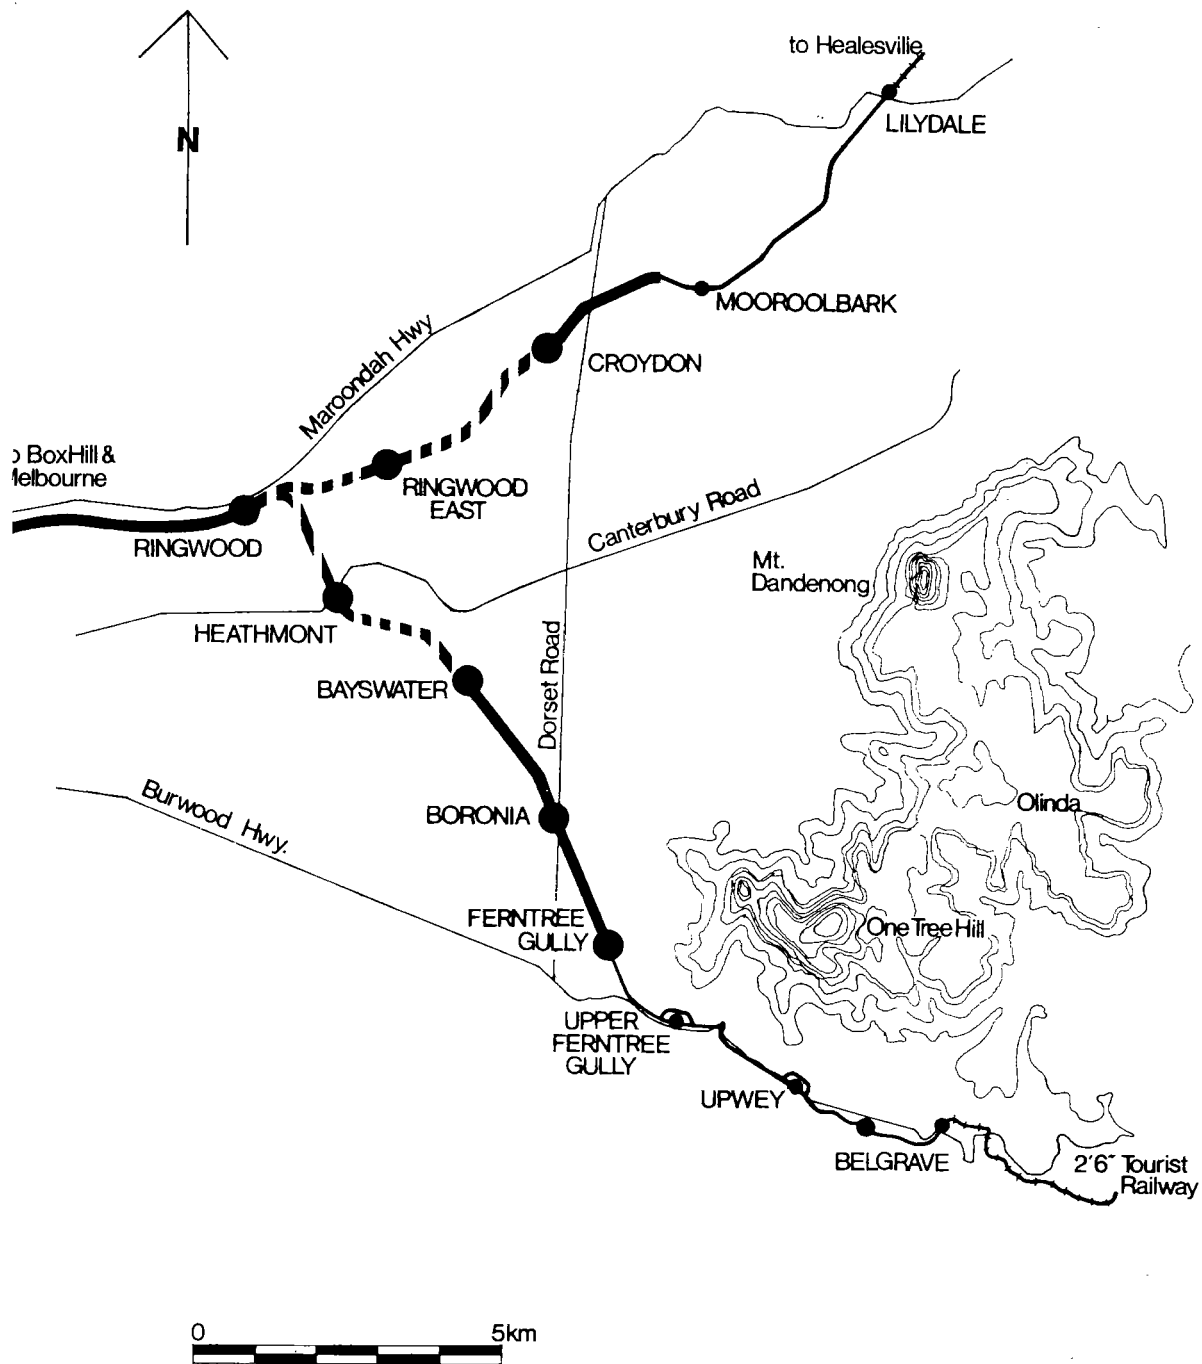 to Healesville
N
LILYDALE
MOOROOLBARK
Maroondah Hwy
CROYDON
BoxHill &
RINGWOOD
EAST
RINGWOOD
Canterbury Road
Mt.
Dandenong
HEATHMONT
BAYSWATER
Dorset Road
Burwood Hwy.
BORONIA
Olinda
FERNTREE
GULLY
One Tree Hill
UPPER
FERNTREE
GULLY
UPWEY
BELGRAVE
2'6" Tourist
Railway
0
5km